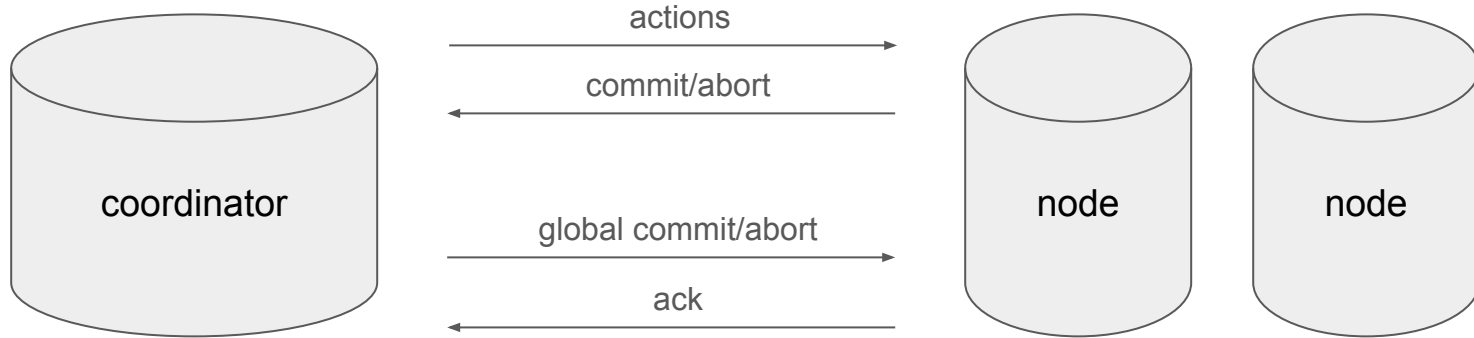 actions
commit/abort
coordinator
node
node
global commit/abort
ack